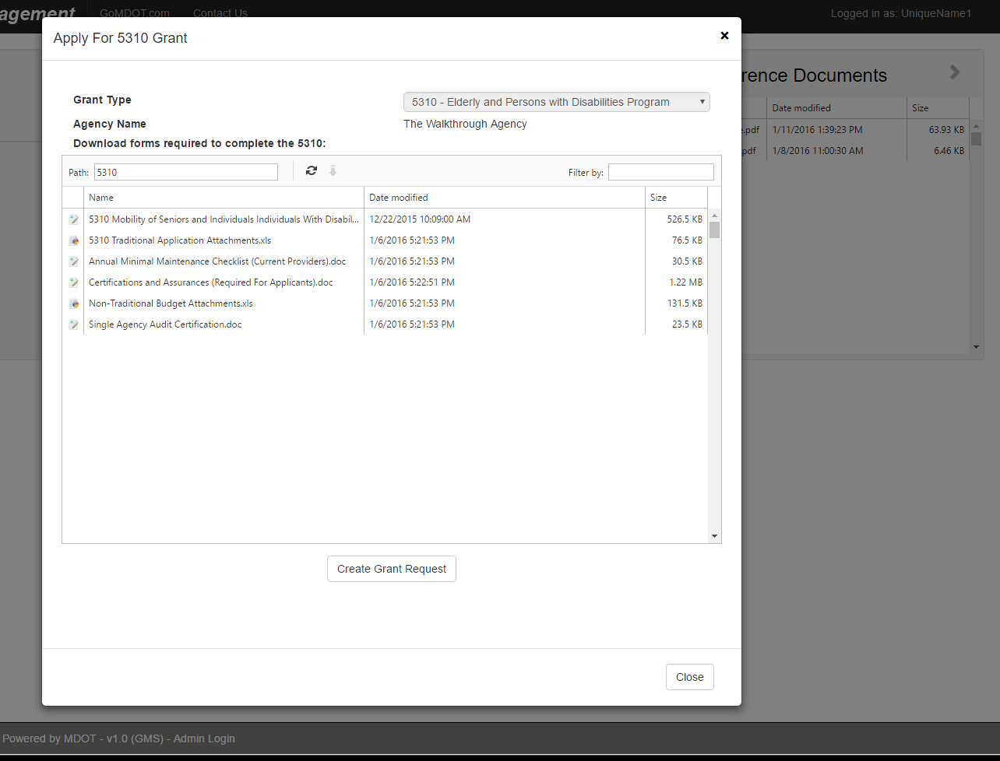 agement GoMDOT.com Contact Us Logged in as: UniqueName1
Apply For 5310 Grant
rence Documents
Grant Type 5310 - Elderly and Persons with Disabilities Program
Agency Name The Walkthrough Agency
Download forms required to complete the 5310:
Path: 5310 Filter by:
Name Date modified Size
5310 Mobility of Seniors and Individuals Individuals With Disabil... 12/22/2015 10:09:00 AM 526.5 KB
5310 Traditional Application Attachments.xls 1/6/2016 5:21:53 PM 76.5 KB
Annual Minimal Maintenance Checklist (Current Providers).doc 1/6/2016 5:21:53 PM 30.5 KB
Certifications and Assurances (Required For Applicants).doc 1/6/2016 5:22:51 PM 1.22 MB
Non-Traditional Budget Attachments.xls 1/6/2016 5:21:53 PM 131.5 KB
Single Agency Audit Certification.doc 1/6/2016 5:21:53 PM 23.5 KB
Date modified Size
.pdf 1/11/2016 1:39:23 PM 63.93 KB
pdf 1/8/2016 11:00:30 AM 6.46 KB
Create Grant Request
Close
Powered by MDOT - v1.0 (GMS) - Admin Login